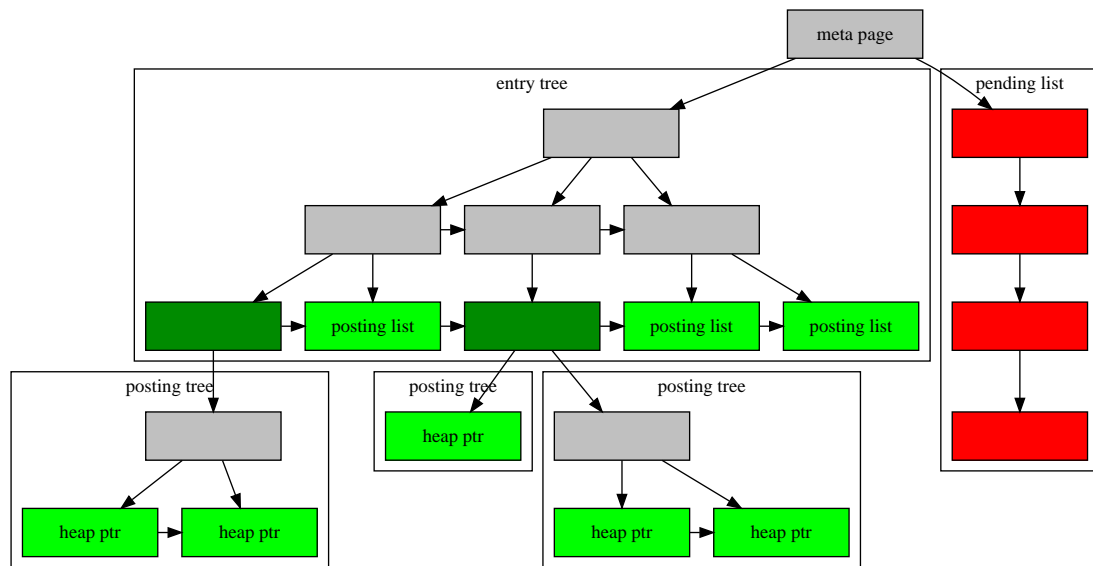 meta page
entry tree
pending list
posting list
posting list
posting list
posting tree
posting tree
posting tree
heap ptr
heap ptr
heap ptr
heap ptr
heap ptr